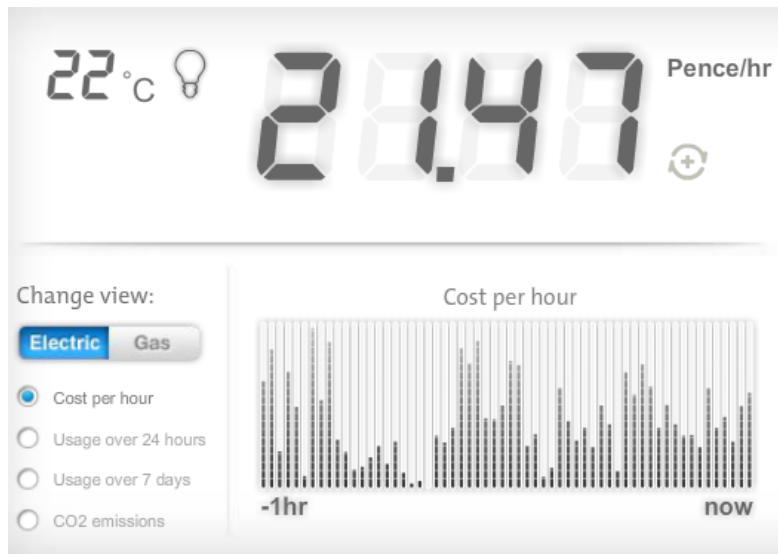 22 °C
21.47
Pence/hr
Change view:
Electric Gas
Cost per hour
Usage over 24 hours
Usage over 7 days
CO2 emissions
Cost per hour
-1hr now